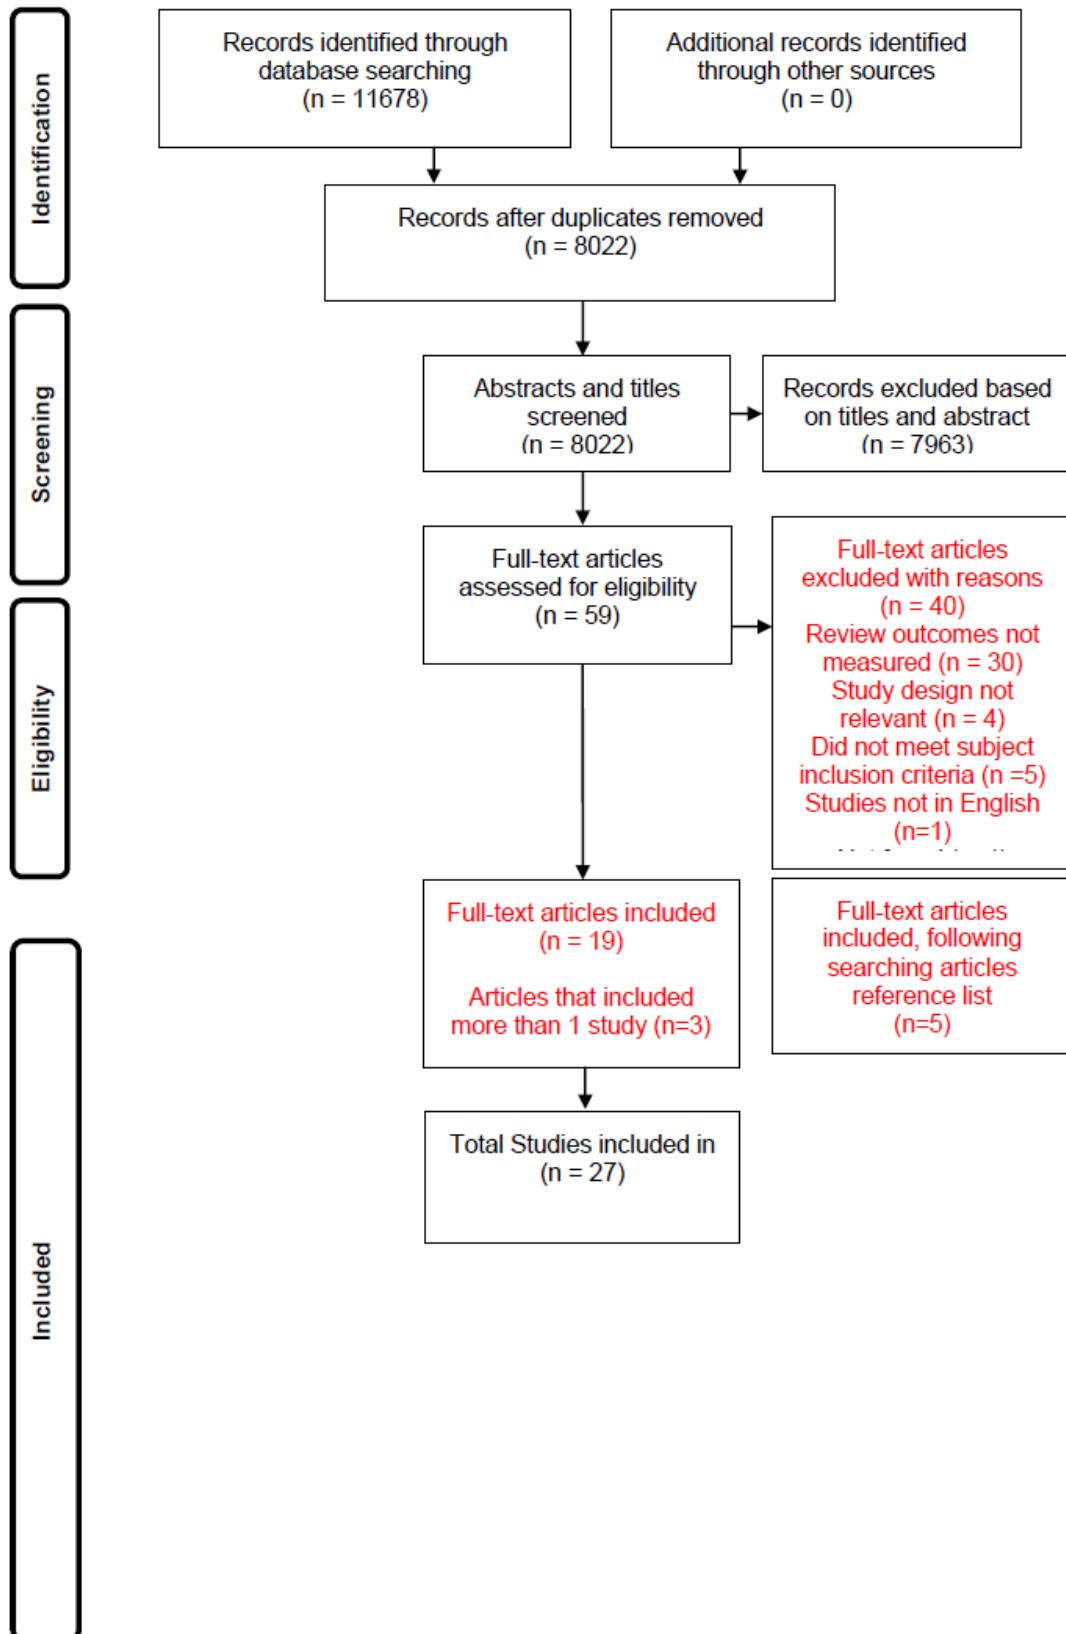 Identification
Records identified through
database searching
(n = 11678)
Additional records identified
through other sources
(n = 0)
Records after duplicates removed
(n = 8022)
Screening
Abstracts and titles
screened
(n = 8022)
Records excluded based
on titles and abstract
(n = 7963)
Full-text articles
assessed for eligibility
(n = 59)
Full-text articles
excluded with reasons
(n = 40)
Review outcomes not
measured (n = 30)
Study design not
relevant (n = 4)
Did not meet subject
inclusion criteria (n =5)
Studies not in English
(n=1)
Eligibility
Full-text articles included
(n = 19)
Articles that included
more than 1 study (n=3)
Full-text articles
included, following
searching articles
reference list
(n=5)
Included
Total Studies included in
(n = 27)